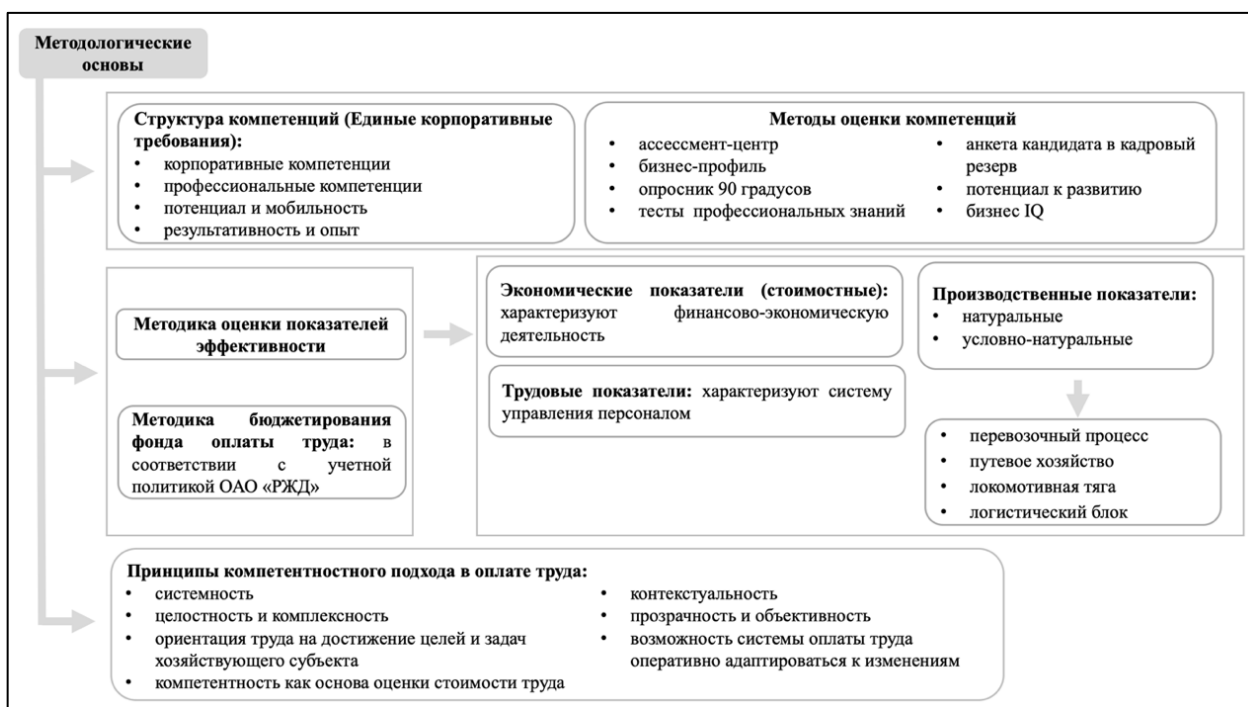 Методологические
основы
Структура компетенций (Единые корпоративные
требования):
• корпоративные компетенции
• профессиональные компетенции
• потенциал и мобильность
• результативность и опыт
Методы оценки компетенций
• ассессмент-центр
• бизнес-профиль
• опросник 90 градусов
• тесты профессиональных знаний
• анкета кандидата в кадровый
резерв
• потенциал к развитию
• бизнес IQ
Методика оценки показателей
эффективности
Методика бюджетирования
фонда оплаты труда: в
соответствии с учетной
политикой ОАО «РЖД»
Экономические показатели (стоимостные):
характеризуют финансово-экономическую
деятельность
Трудовые показатели: характеризуют систему
управления персоналом
Производственные показатели:
• натуральные
• условно-натуральные
• перевозочный процесс
• путевое хозяйство
• локомотивная тяга
• логистический блок
Принципы компетентностного подхода в оплате труда:
• системность
• целостность и комплексность
• ориентация труда на достижение целей и задач
хозяйствующего субъекта
• компетентность как основа оценки стоимости труда
• контекстуальность
• прозрачность и объективность
• возможность системы оплаты труда
оперативно адаптироваться к изменениям